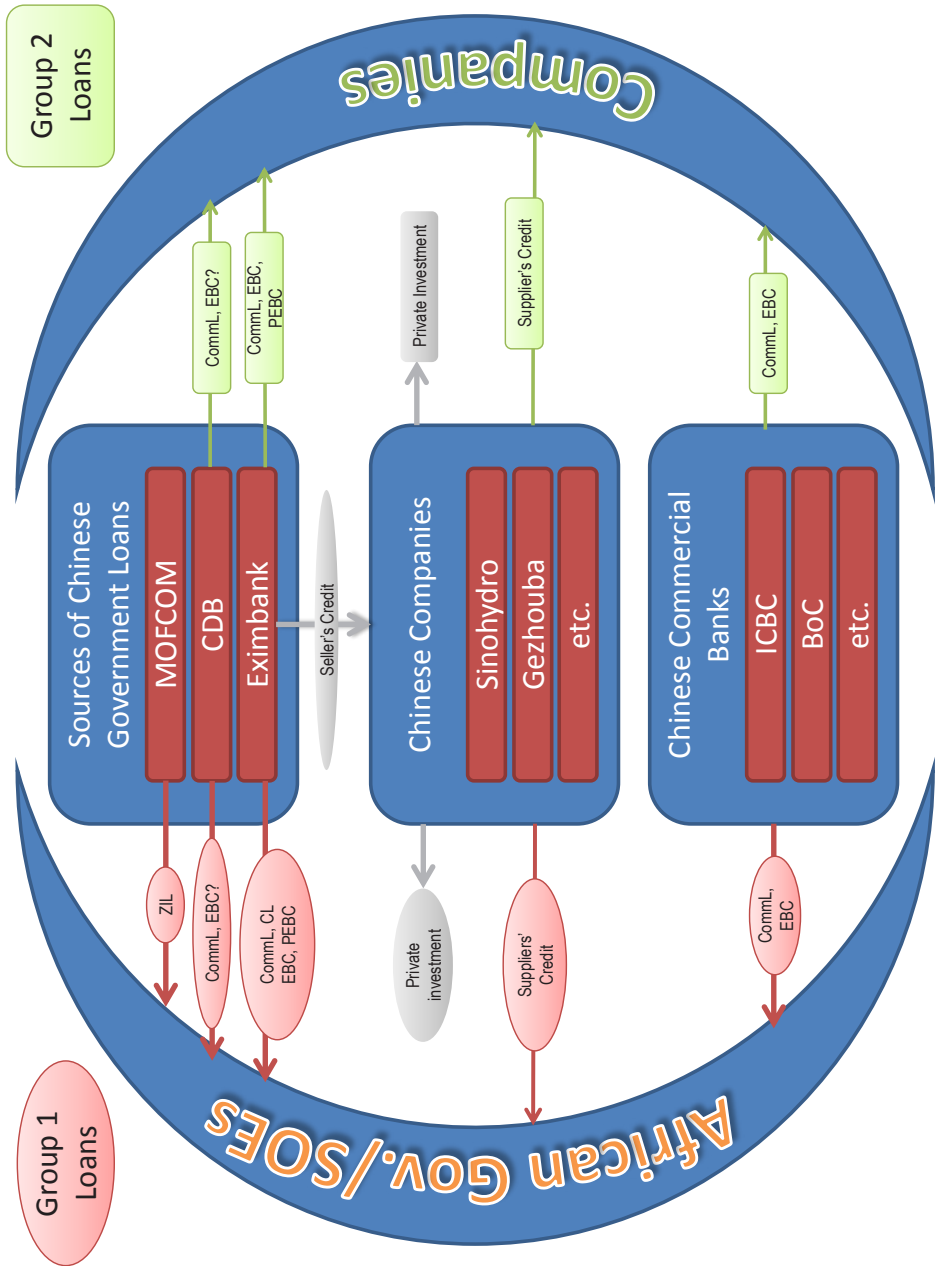 Group 1
Loans
Group 2
Loans
African Gov./SOEs
Companies
Sources of Chinese
Government Loans
MOFCOM
CDB
Eximbank
ZIL
CommL, EBC?
CommL, CL
EBC, PEBC
CommL, EBC?
CommL, EBC,
PEBC
Seller's Credit
Chinese Companies
Sinohydro
Gezhouba
etc.
Private
investment
Private Investment
Suppliers'
Credit
Supplier's Credit
Chinese Commercial
Banks
ICBC
BoC
etc.
CommL,
EBC
CommL, EBC